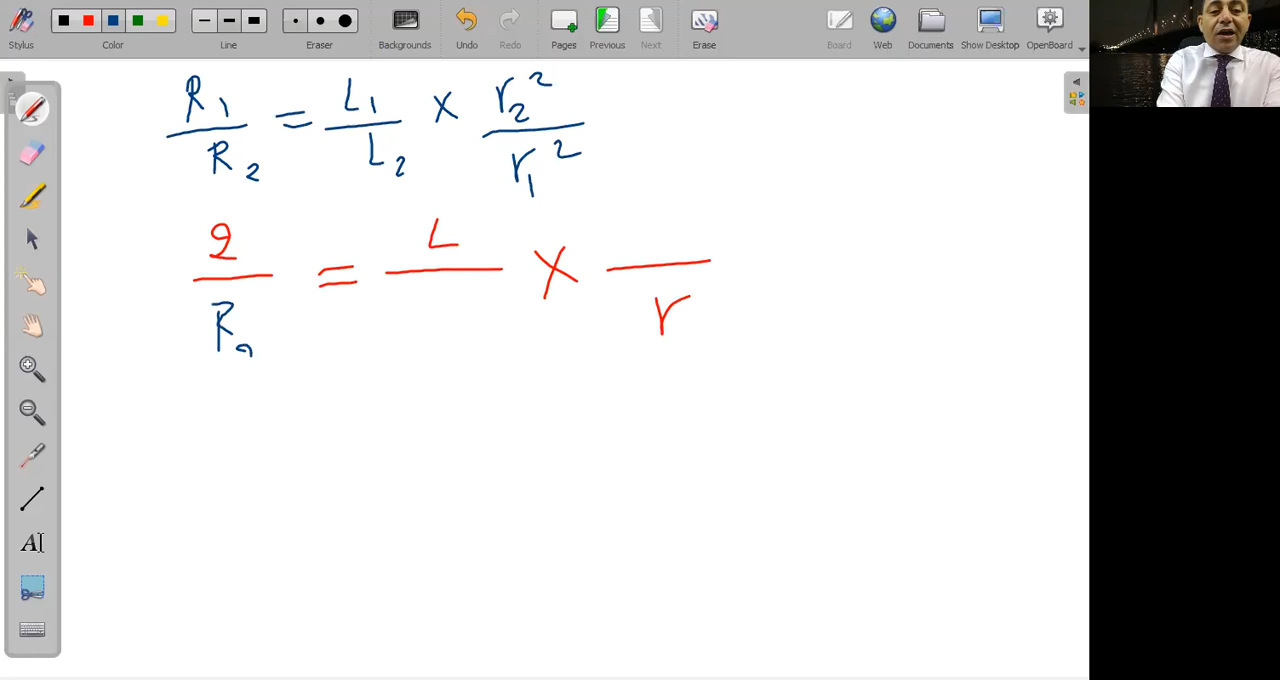 Stylus Color Line Eraser Backgrounds Undo Redo Pages Previous Next Erase Board Web Documents Show Desktop OpenBoard
R₁/R₂ = L₁/L₂ × r₂²/r₁²
2/R₂ = L/ × /r